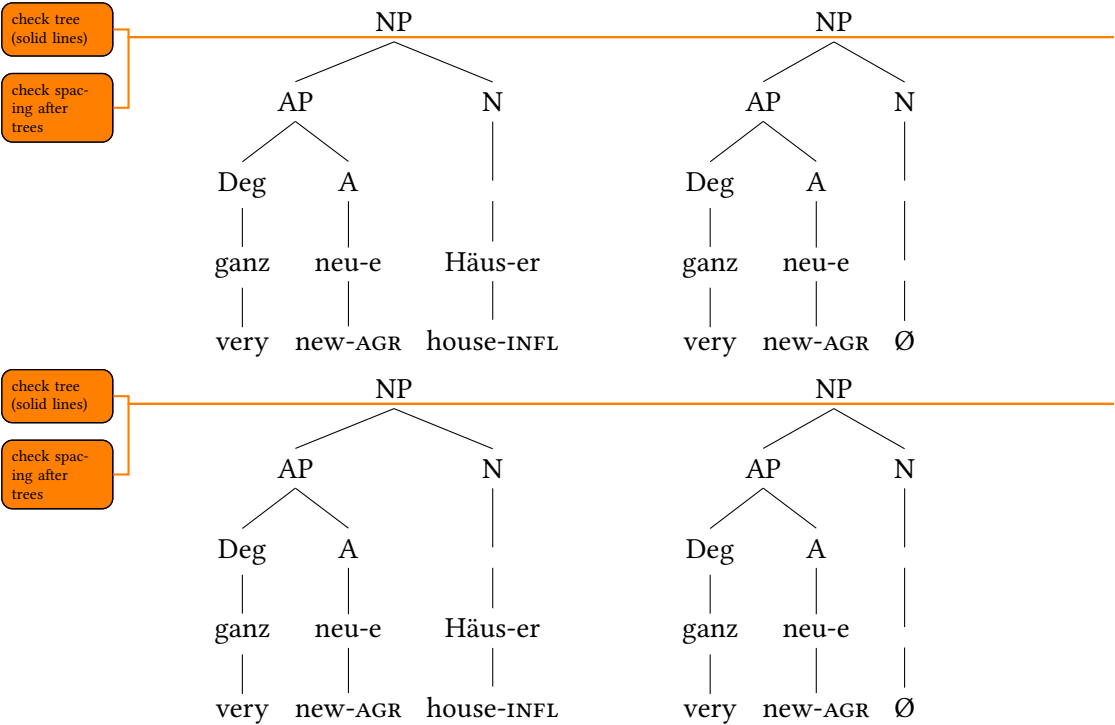 check tree
(solid lines)
check spac-
ing after
trees
NP NP
AP N AP N
Deg A Deg A
ganz neu-e Häus-er ganz neu-e
very new-AGR house-INFL very new-AGR Ø
check tree
(solid lines)
check spac-
ing after
trees
NP NP
AP N AP N
Deg A Deg A
ganz neu-e Häus-er ganz neu-e
very new-AGR house-INFL very new-AGR Ø